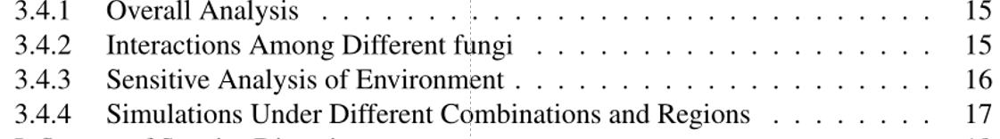 3.4.1 Overall Analysis . . . . . . . . . . . . . . . . . . . . . . . . . . . . . . . 15
3.4.2 Interactions Among Different fungi . . . . . . . . . . . . . . . . . . . . 15
3.4.3 Sensitive Analysis of Environment . . . . . . . . . . . . . . . . . . . . . 16
3.4.4 Simulations Under Different Combinations and Regions . . . . . . . . 17